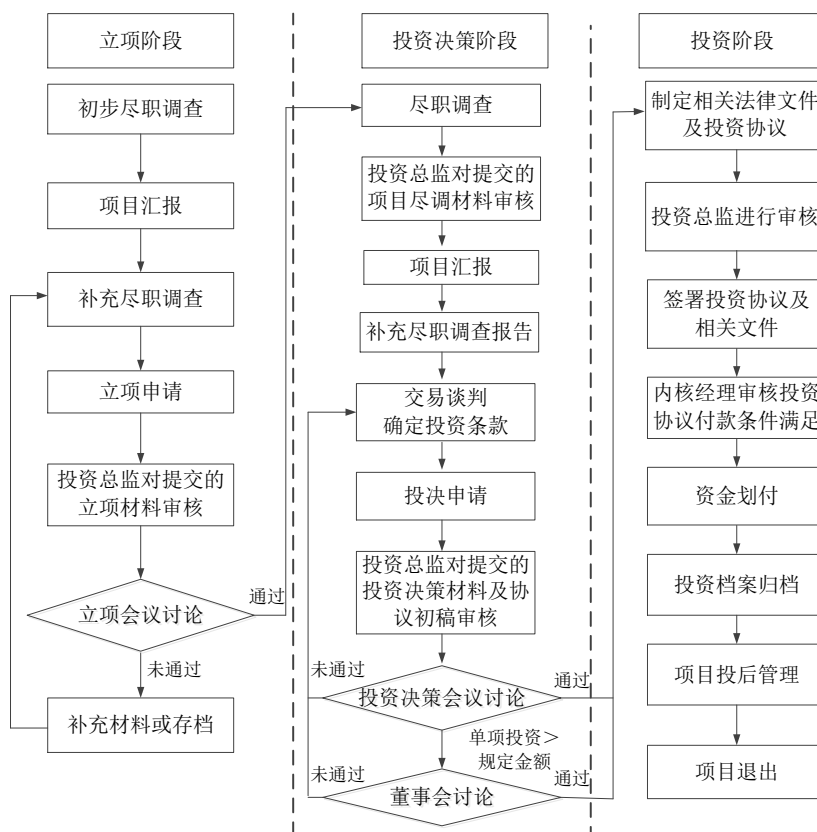 立项阶段
初步尽职调查
项目汇报
补充尽职调查
立项申请
投资总监对提交的
立项材料审核
立项会议讨论
通过
未通过
补充材料或存档
投资决策阶段
尽职调查
投资总监对提交的
项目尽调材料审核
项目汇报
补充尽职调查报告
交易谈判
确定投资条款
投决申请
投资总监对提交的
投资决策材料及协
议初稿审核
未通过
投资决策会议讨论
通过
单项投资>
规定金额
未通过
董事会讨论
通过
投资阶段
制定相关法律文件
及投资协议
投资总监进行审核
签署投资协议及
相关文件
内核经理审核投资
协议付款条件满足
资金划付
投资档案归档
项目投后管理
项目退出